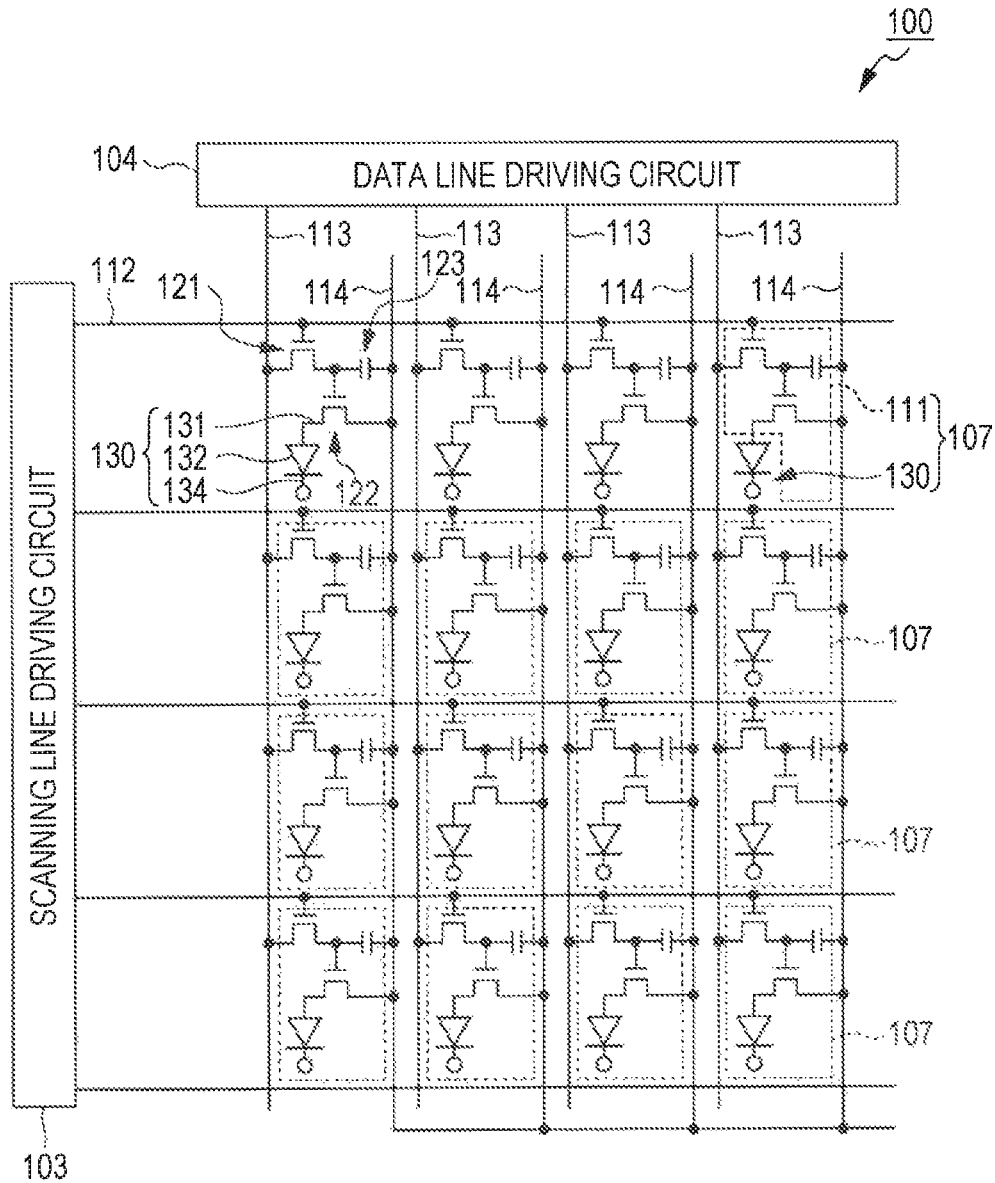 100
104
DATA LINE DRIVING CIRCUIT
113 113 113 113
112 121 114 123 114 114 114
131 111
130 132 107
134 122 130
107
107
107
SCANNING LINE DRIVING CIRCUIT
103